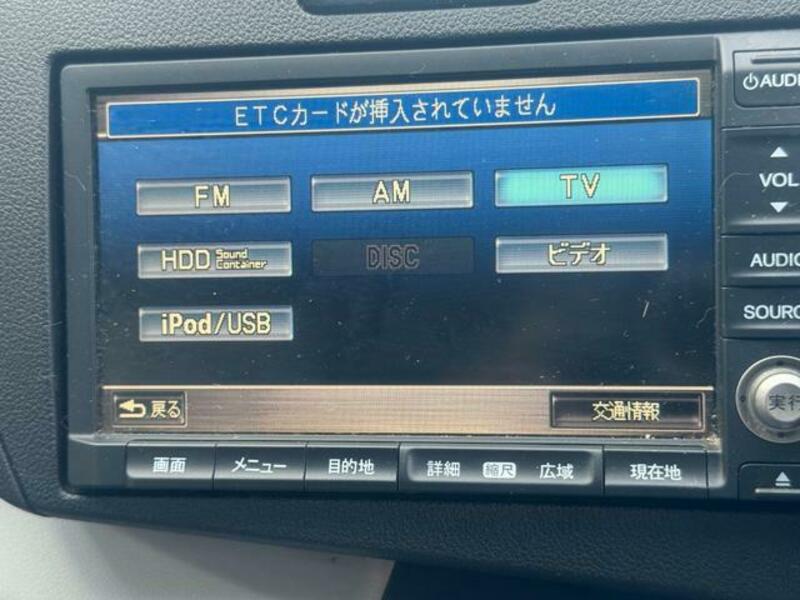 ETCカードが挿入されていません
FM
AM
TV
HDD Sound
Container
DISC
ビデオ
iPod/USB
戻る
交通情報
画面
メニュー
目的地
詳細
縮尺
広域
現在地
AUDI
VOL
AUDIO
SOURC
実行